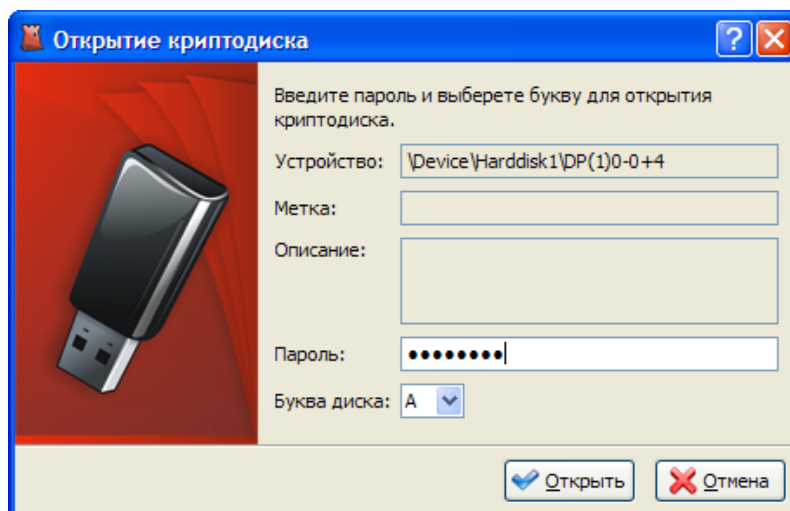 Открытие криптодиска
Введите пароль и выберете букву для открытия
криптодиска.
Устройство: \Device\Harddisk1\DP(1)0-0+4
Метка:
Описание:
Пароль: ●●●●●●●●
Буква диска: A
Открыть Отмена